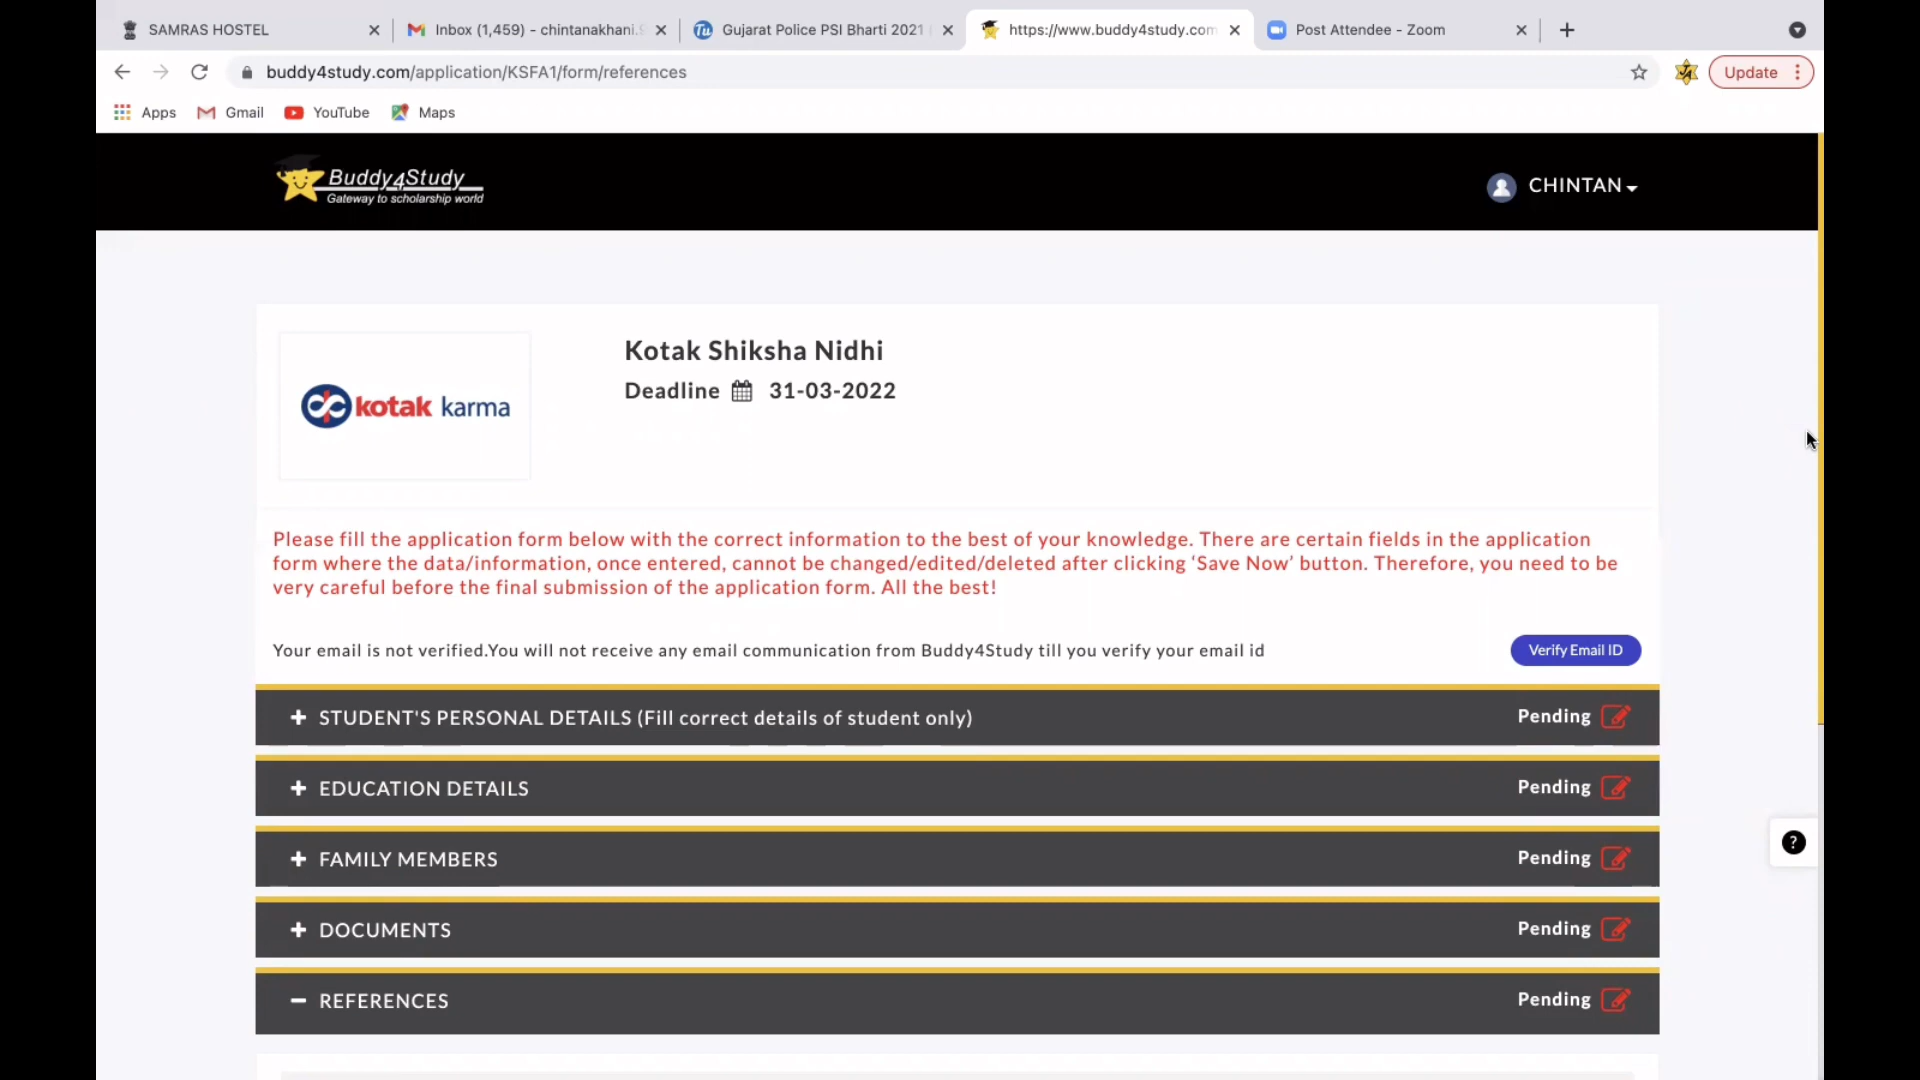 SAMRAS HOSTEL
Inbox (1,459) - chintanakhani.
Gujarat Police PSI Bharti 2021
https://www.buddy4study.com
Post Attendee - Zoom
buddy4study.com/application/KSFA1/form/references
Update
Apps
Gmail
YouTube
Maps
Buddy4Study
Gateway to scholarship world
CHINTAN
Kotak Shiksha Nidhi
Deadline 31-03-2022
kotak karma
Please fill the application form below with the correct information to the best of your knowledge. There are certain fields in the application
form where the data/information, once entered, cannot be changed/edited/deleted after clicking ‘Save Now’ button. Therefore, you need to be
very careful before the final submission of the application form. All the best!
Your email is not verified.You will not receive any email communication from Buddy4Study till you verify your email id
Verify Email ID
+ STUDENT'S PERSONAL DETAILS (Fill correct details of student only) Pending
+ EDUCATION DETAILS Pending
+ FAMILY MEMBERS Pending
+ DOCUMENTS Pending
− REFERENCES Pending
?